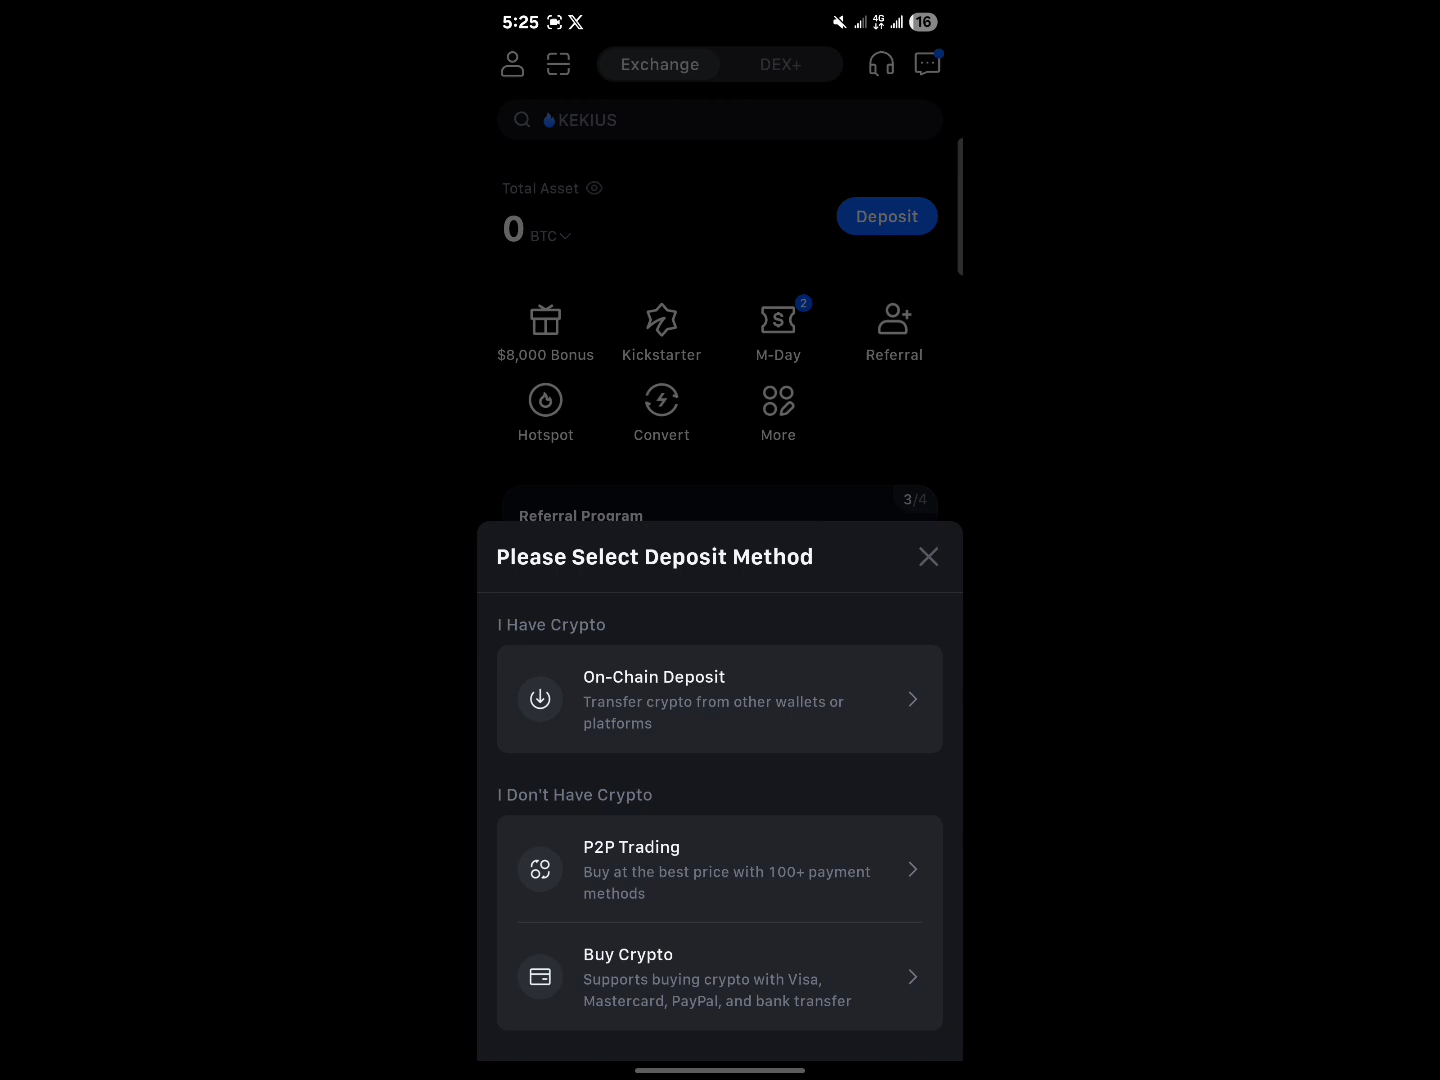 5:25
4G
16
Exchange
DEX+
KEKIUS
Total Asset
0 BTC
Deposit
2
$8,000 Bonus
Kickstarter
M-Day
Referral
Hotspot
Convert
More
3/4
Referral Program
Please Select Deposit Method
I Have Crypto
On-Chain Deposit
Transfer crypto from other wallets or
platforms
I Don't Have Crypto
P2P Trading
Buy at the best price with 100+ payment
methods
Buy Crypto
Supports buying crypto with Visa,
Mastercard, PayPal, and bank transfer